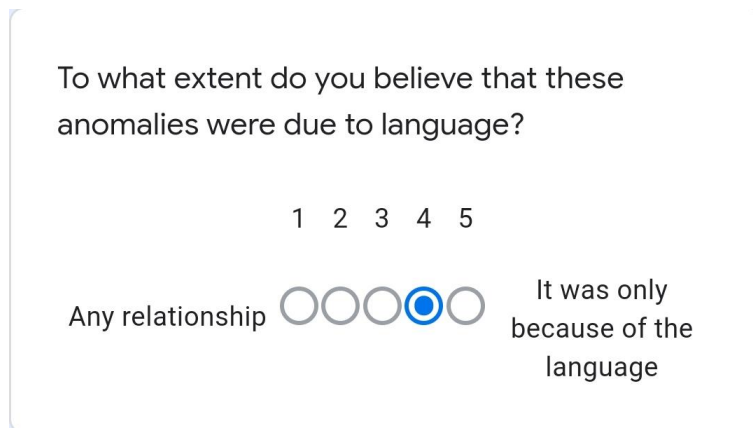 To what extent do you believe that these
anomalies were due to language?
1 2 3 4 5
Any relationship
It was only
because of the
language